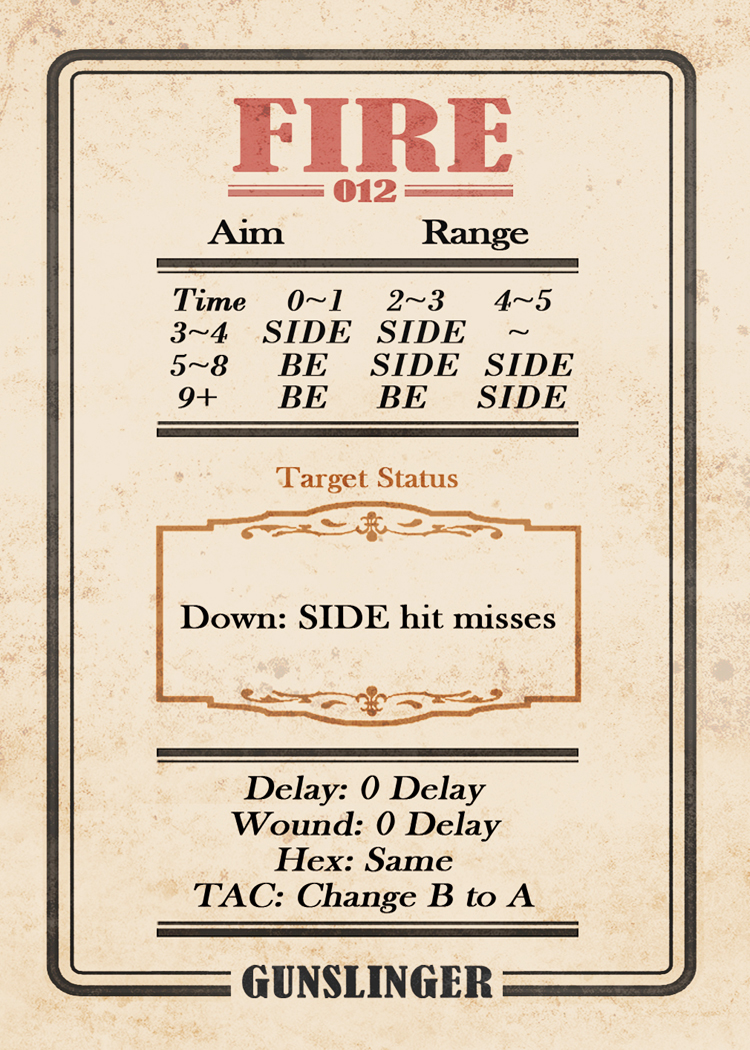 FIRE
012
Aim Range
Time 0~1 2~3 4~5
3~4 SIDE SIDE ~
5~8 BE SIDE SIDE
9+ BE BE SIDE
Target Status
Down: SIDE hit misses
Delay: 0 Delay
Wound: 0 Delay
Hex: Same
TAC: Change B to A
GUNSLINGER